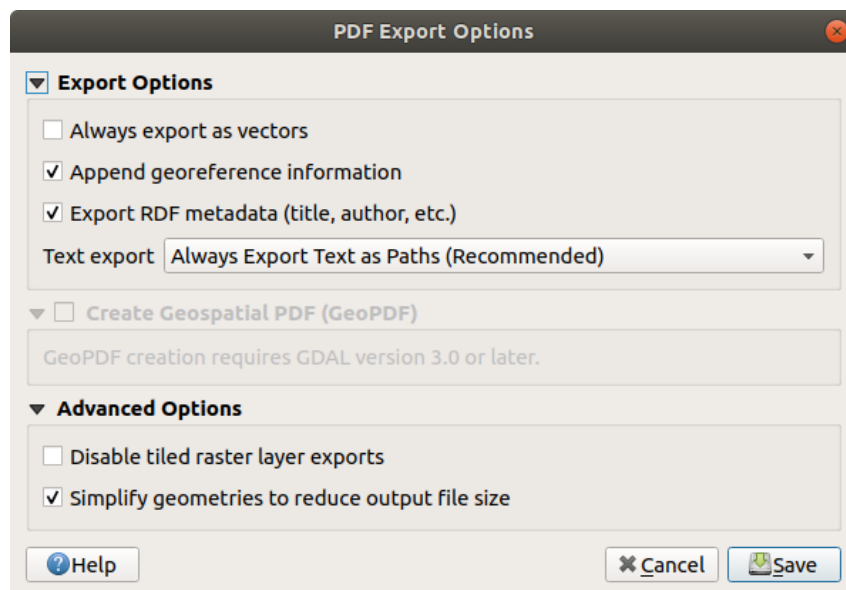 PDF Export Options
Export Options
Always export as vectors
Append georeference information
Export RDF metadata (title, author, etc.)
Text export Always Export Text as Paths (Recommended)
Create Geospatial PDF (GeoPDF)
GeoPDF creation requires GDAL version 3.0 or later.
Advanced Options
Disable tiled raster layer exports
Simplify geometries to reduce output file size
Help Cancel Save